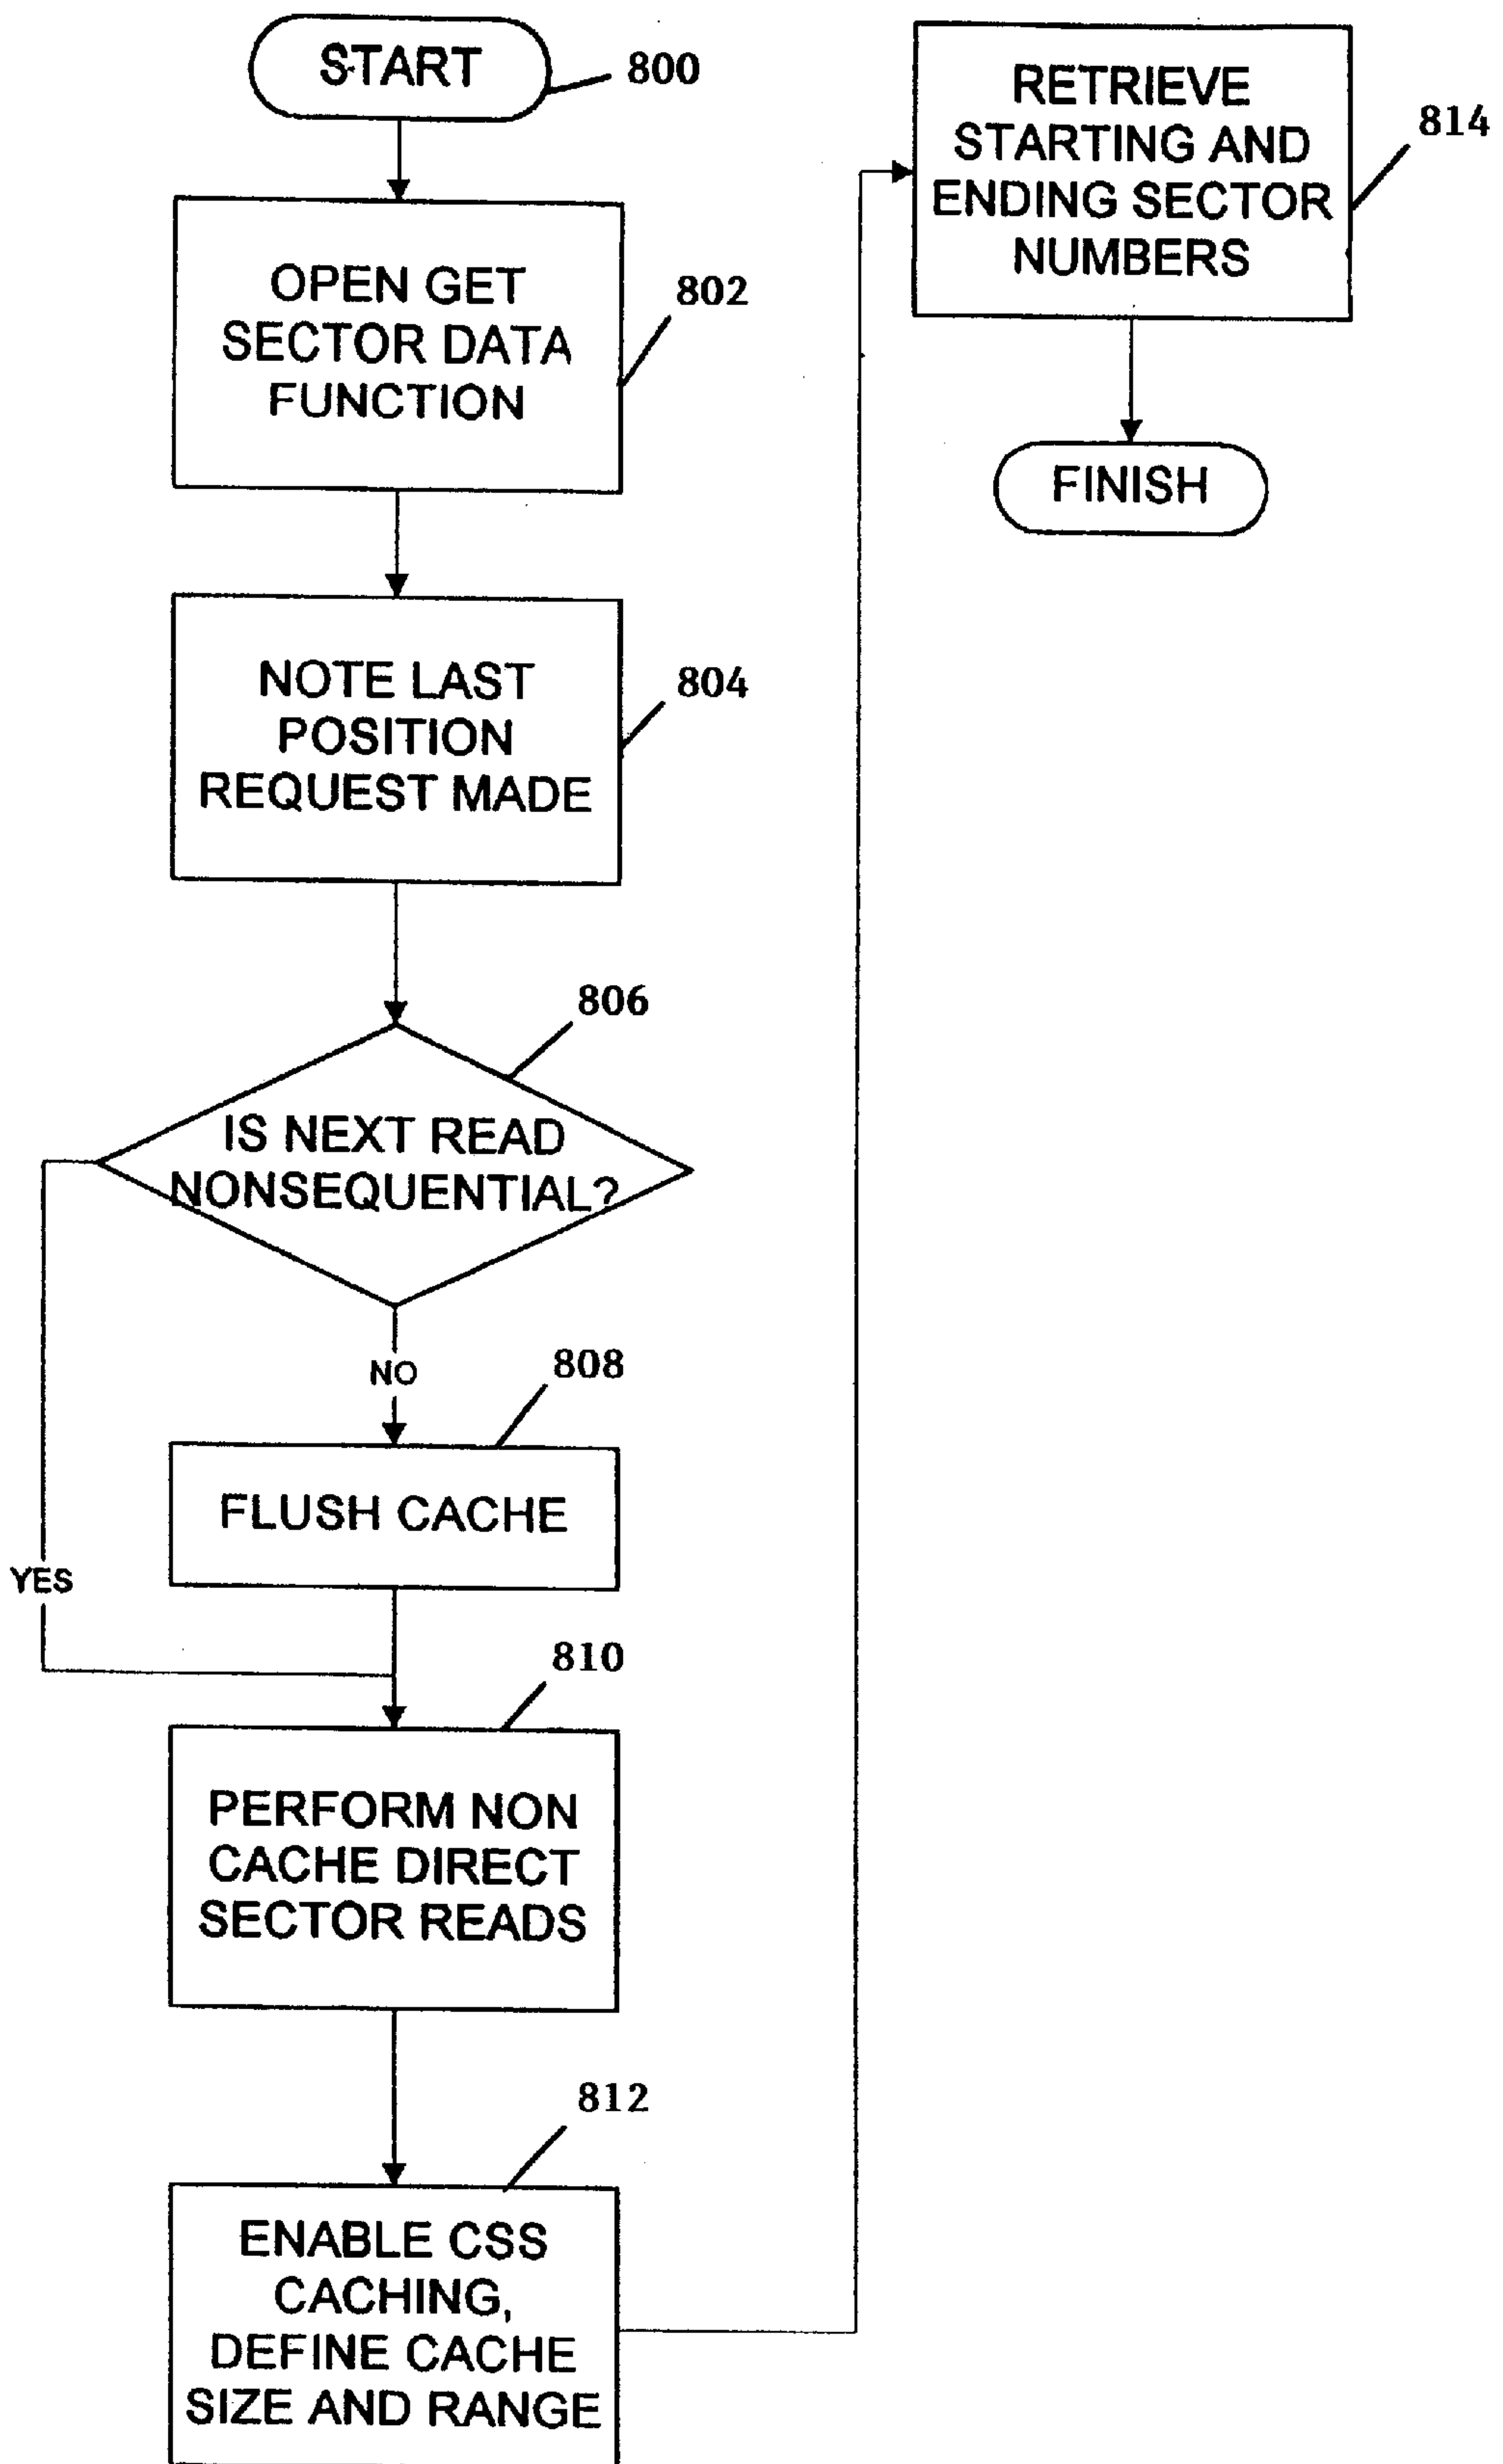 START
800
OPEN GET
SECTOR DATA
FUNCTION
802
NOTE LAST
POSITION
REQUEST MADE
804
806
IS NEXT READ
NONSEQUENTIAL?
NO
808
FLUSH CACHE
YES
810
PERFORM NON
CACHE DIRECT
SECTOR READS
812
ENABLE CSS
CACHING,
DEFINE CACHE
SIZE AND RANGE
RETRIEVE
STARTING AND
ENDING SECTOR
NUMBERS
814
FINISH